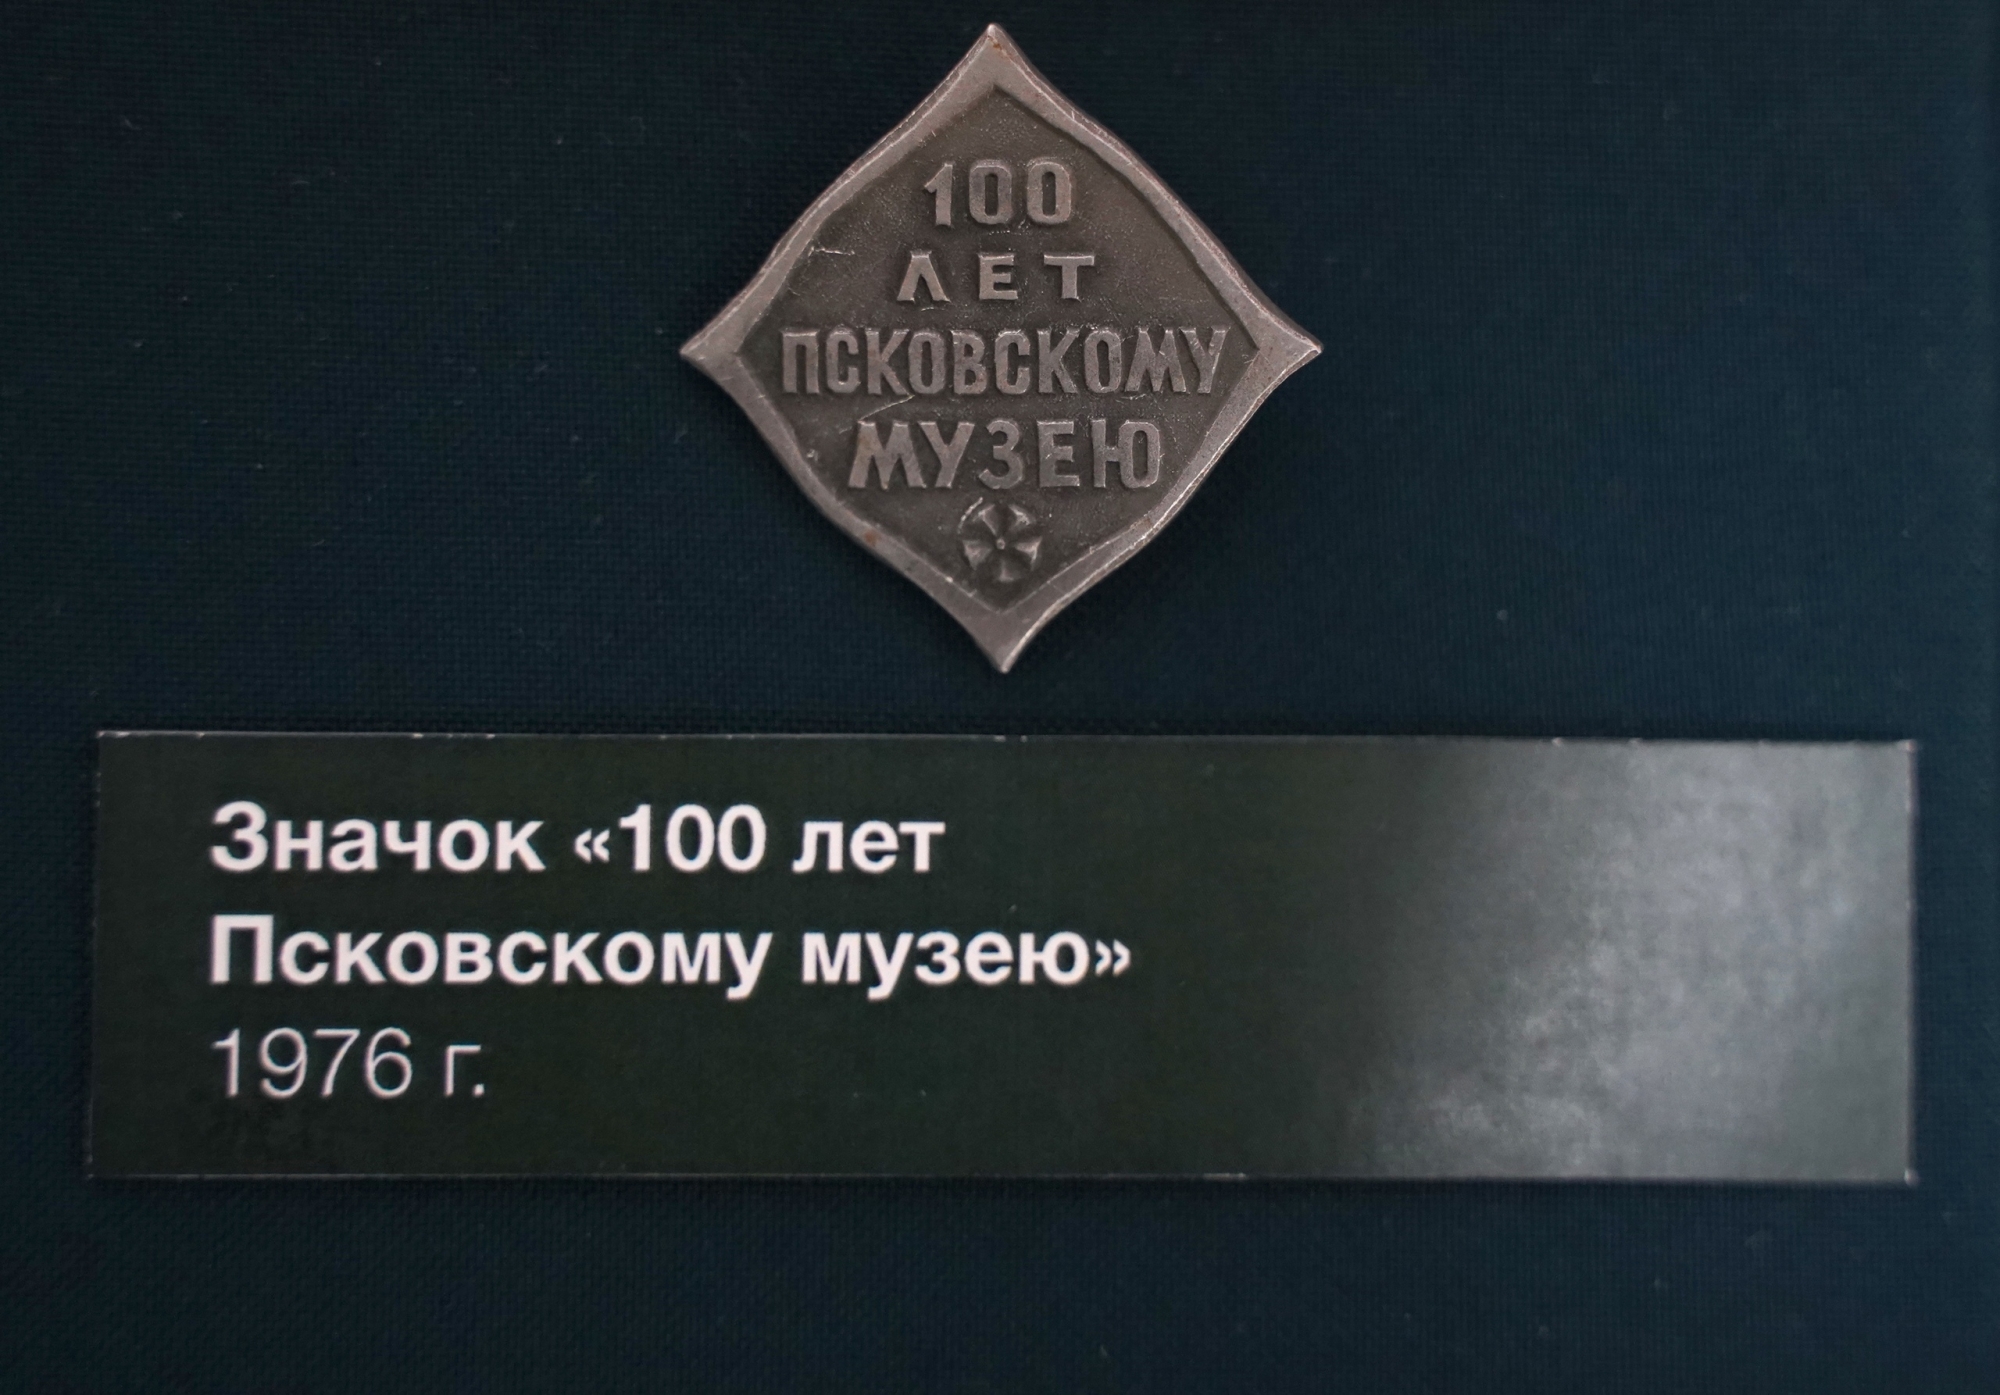 100
ЛЕТ
ПСКОВСКОМУ
МУЗЕЮ
Значок «100 лет
Псковскому музею»
1976 г.